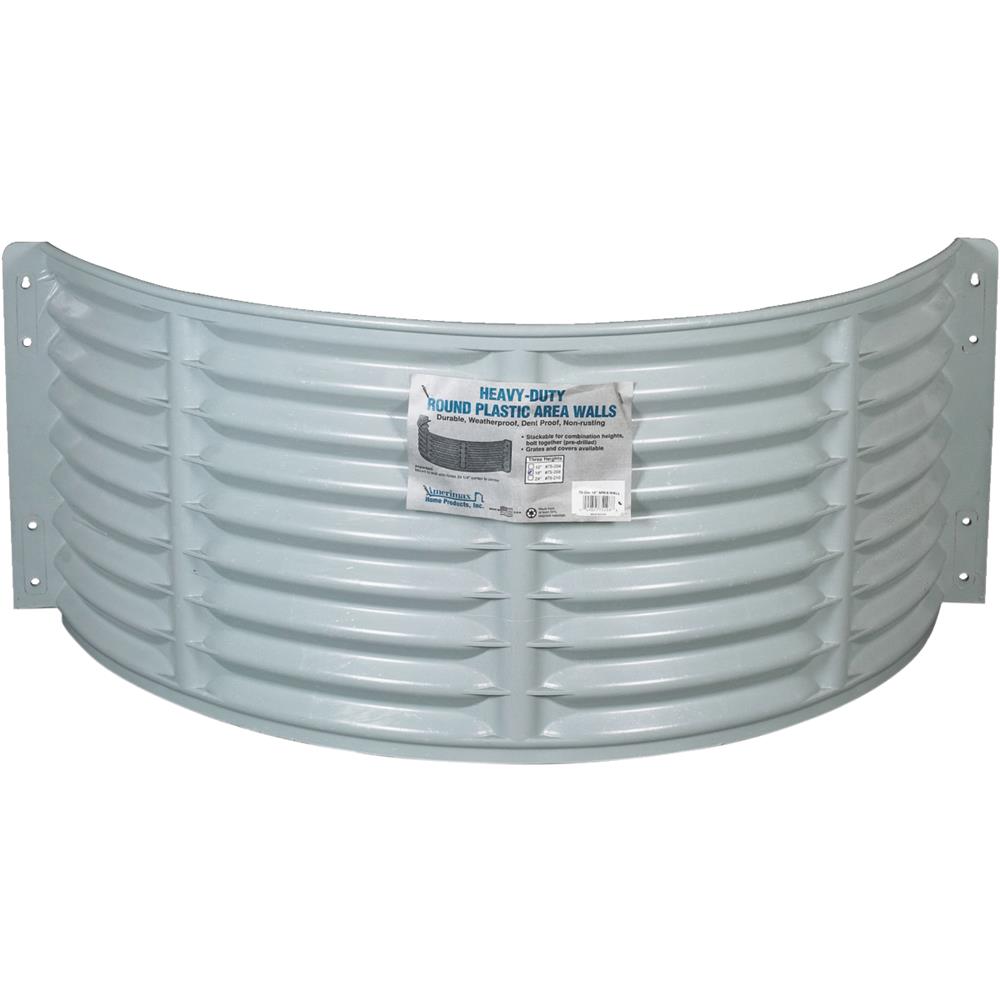 HEAVY-DUTY
ROUND PLASTIC AREA WALLS
Durable, Weatherproof, Dent Proof, Non-rusting
• Stackable for combination heights,
bolt together (pre-drilled)
• Grates and covers available
Three Heights
12" #75-204
18" #75-208
24" #75-210
Important:
Amerimax
Home Products, Inc.